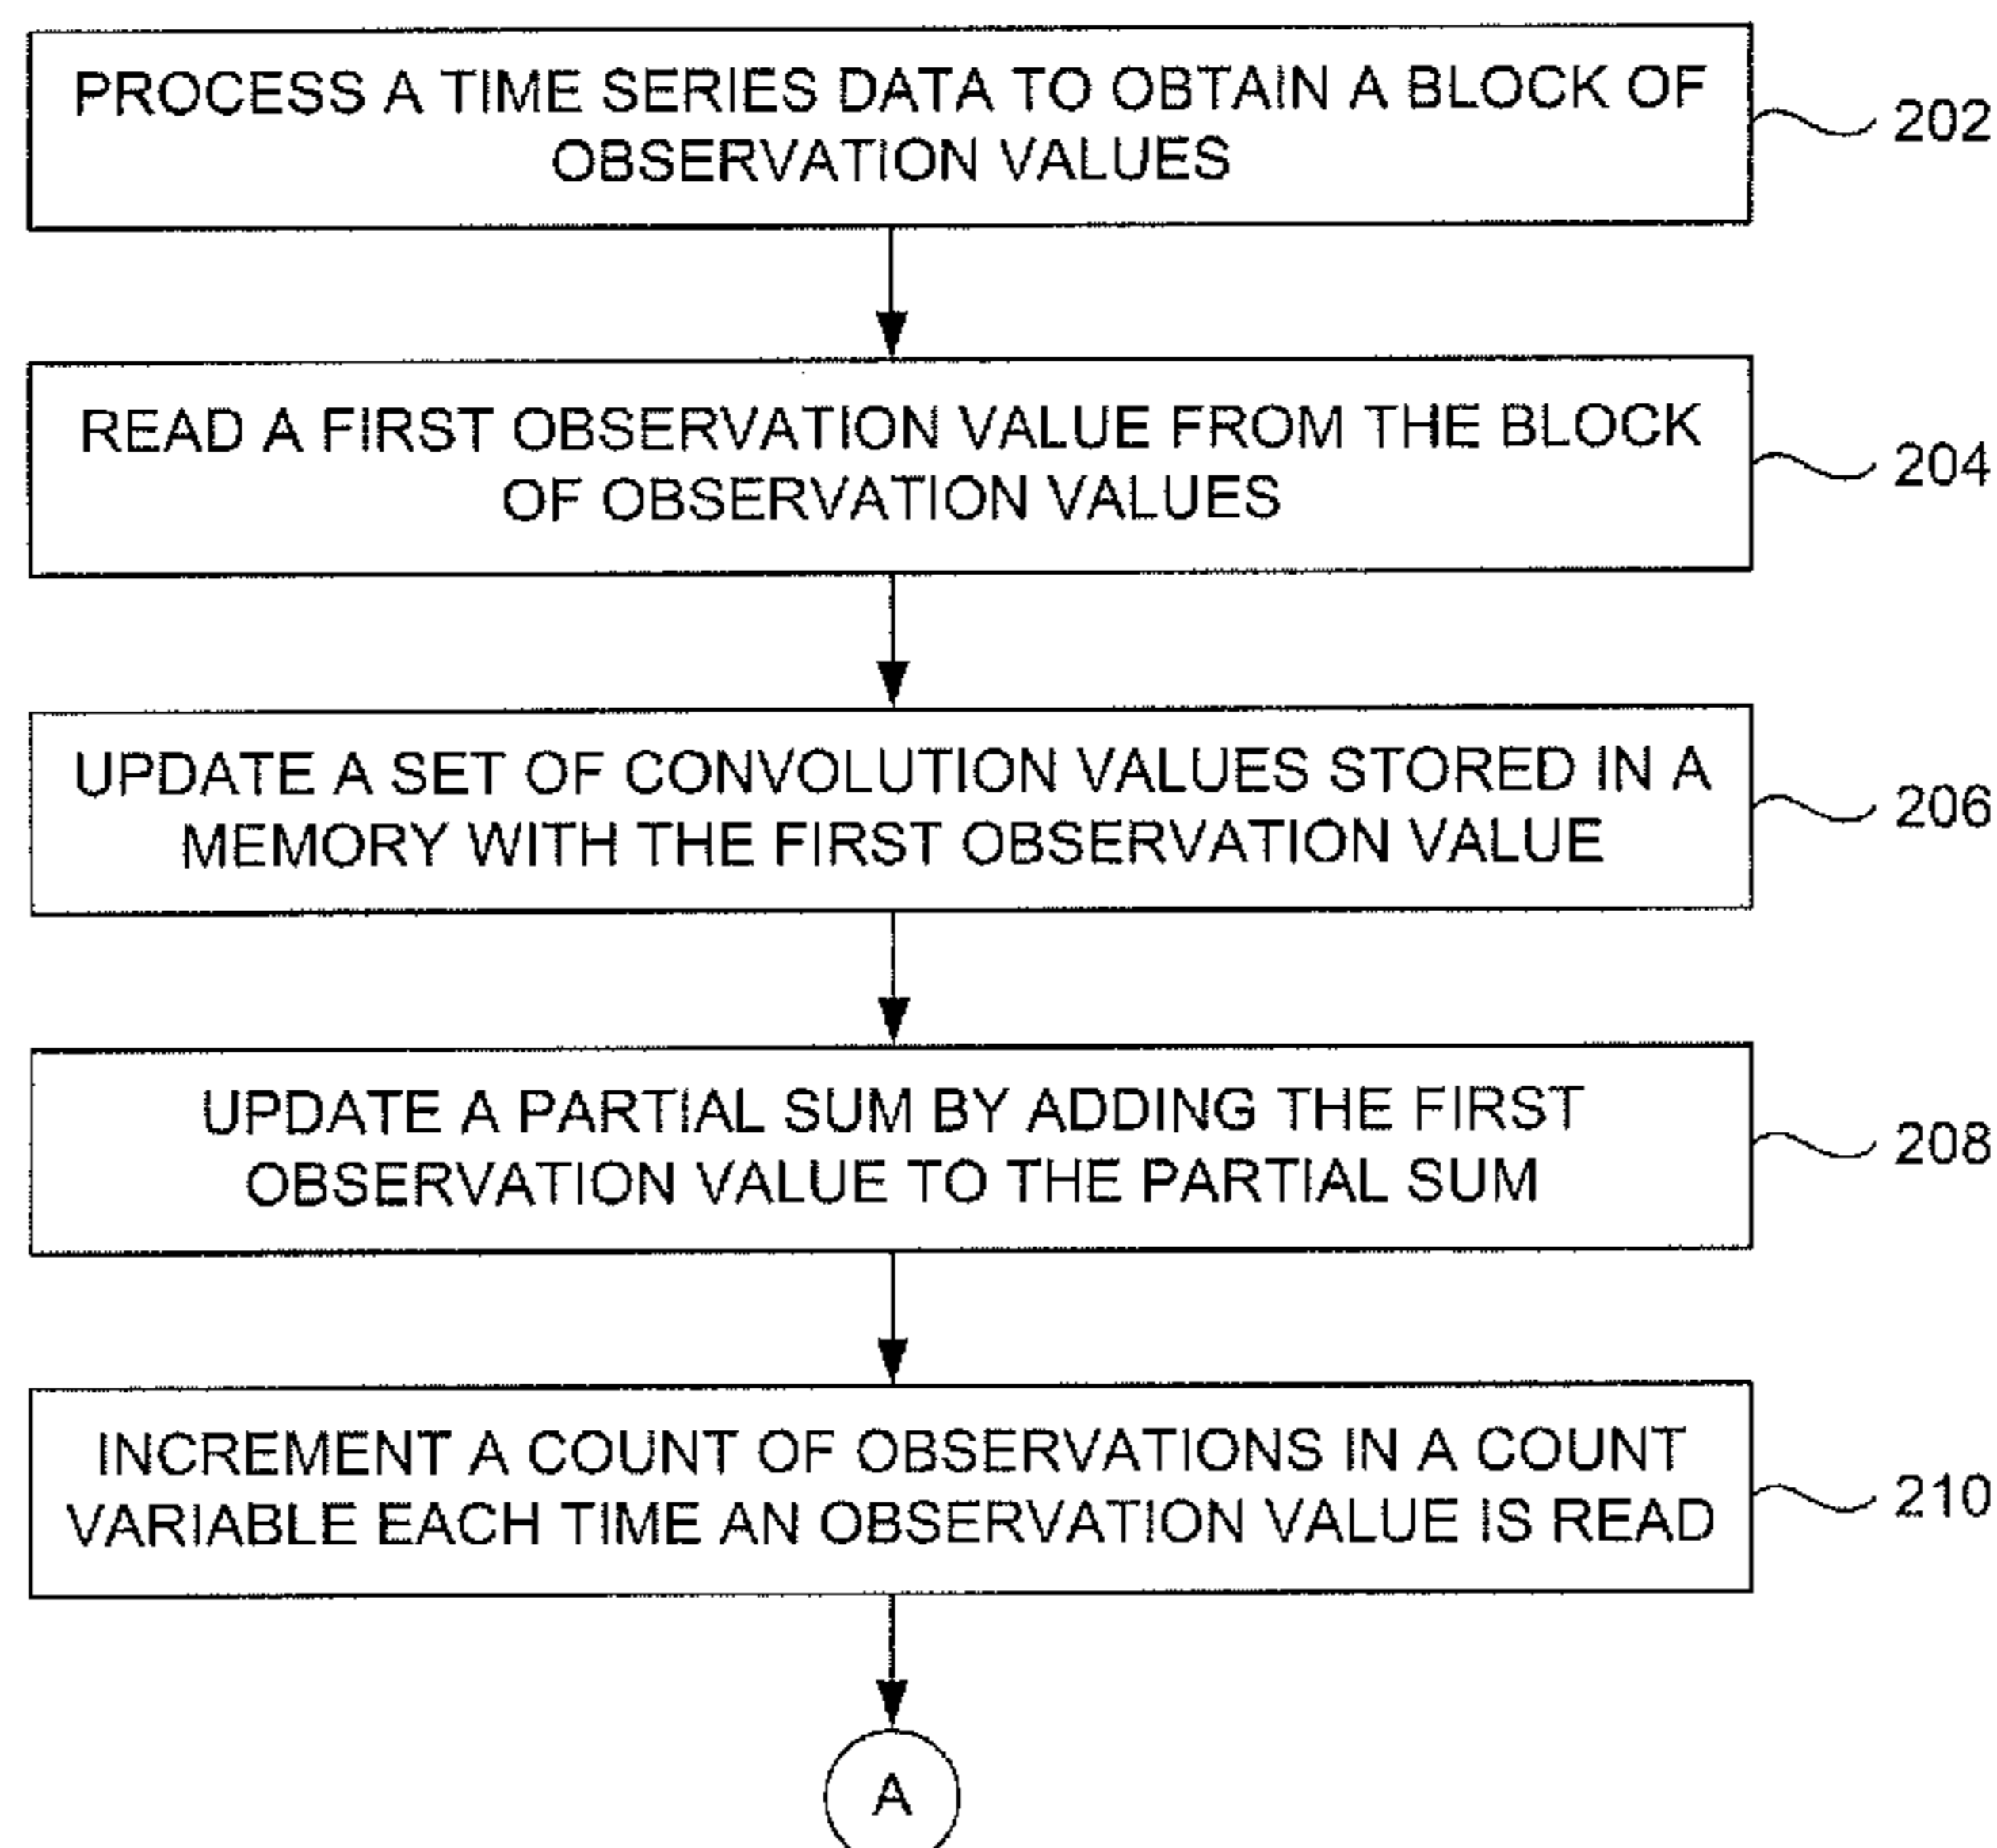 PROCESS A TIME SERIES DATA TO OBTAIN A BLOCK OF
OBSERVATION VALUES
202
READ A FIRST OBSERVATION VALUE FROM THE BLOCK
OF OBSERVATION VALUES
204
UPDATE A SET OF CONVOLUTION VALUES STORED IN A
MEMORY WITH THE FIRST OBSERVATION VALUE
206
UPDATE A PARTIAL SUM BY ADDING THE FIRST
OBSERVATION VALUE TO THE PARTIAL SUM
208
INCREMENT A COUNT OF OBSERVATIONS IN A COUNT
VARIABLE EACH TIME AN OBSERVATION VALUE IS READ
210
A